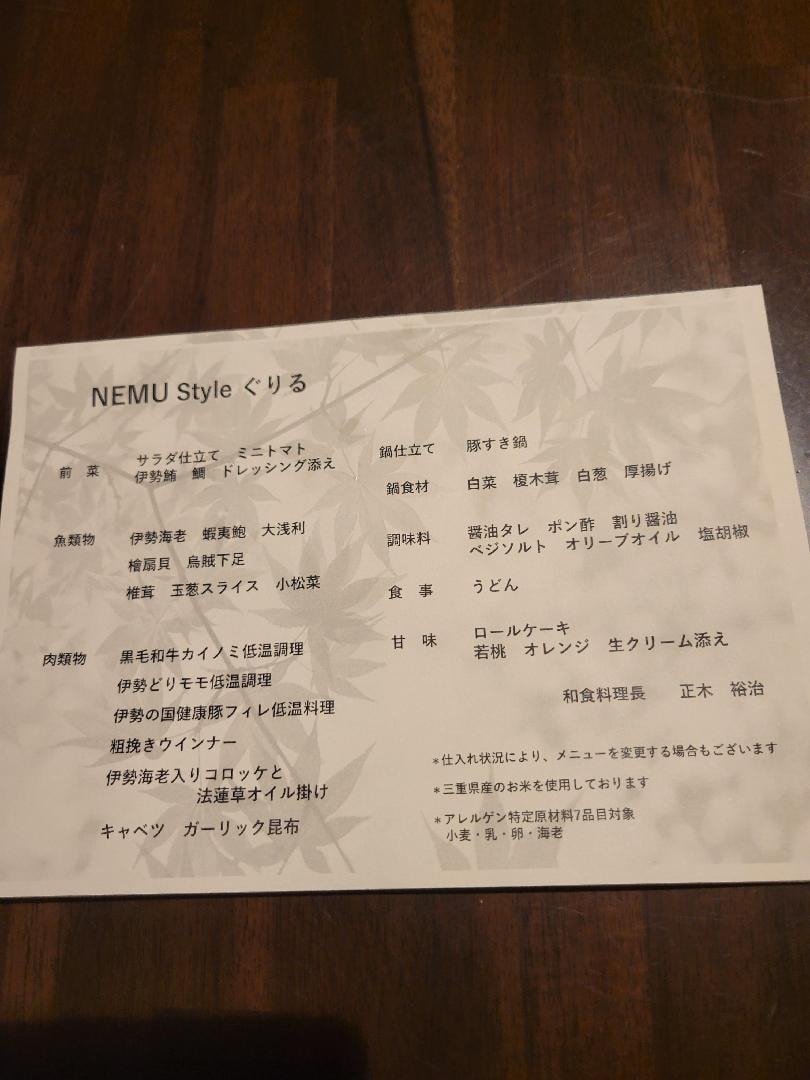 NEMU Style ぐりる
前 菜 サラダ仕立て ミニトマト
伊勢鮪 鯛 ドレッシング添え
魚類物 伊勢海老 蝦夷鮑 大浅利
檜扇貝 烏賊下足
椎茸 玉葱スライス 小松菜
肉類物 黒毛和牛カイノミ低温調理
伊勢どりモモ低温調理
伊勢の国健康豚フィレ低温料理
粗挽きウインナー
伊勢海老入りコロッケと
法蓮草オイル掛け
キャベツ ガーリック昆布
鍋仕立て 豚すき鍋
鍋食材 白菜 榎木茸 白葱 厚揚げ
調味料 醤油タレ ポン酢 割り醤油
ベジソルト オリーブオイル 塩胡椒
食 事 うどん
甘 味 ロールケーキ
若桃 オレンジ 生クリーム添え
和食料理長 正木 裕治
*仕入れ状況により、メニューを変更する場合もございます
*三重県産のお米を使用しております
*アレルゲン特定原材料7品目対象
小麦・乳・卵・海老